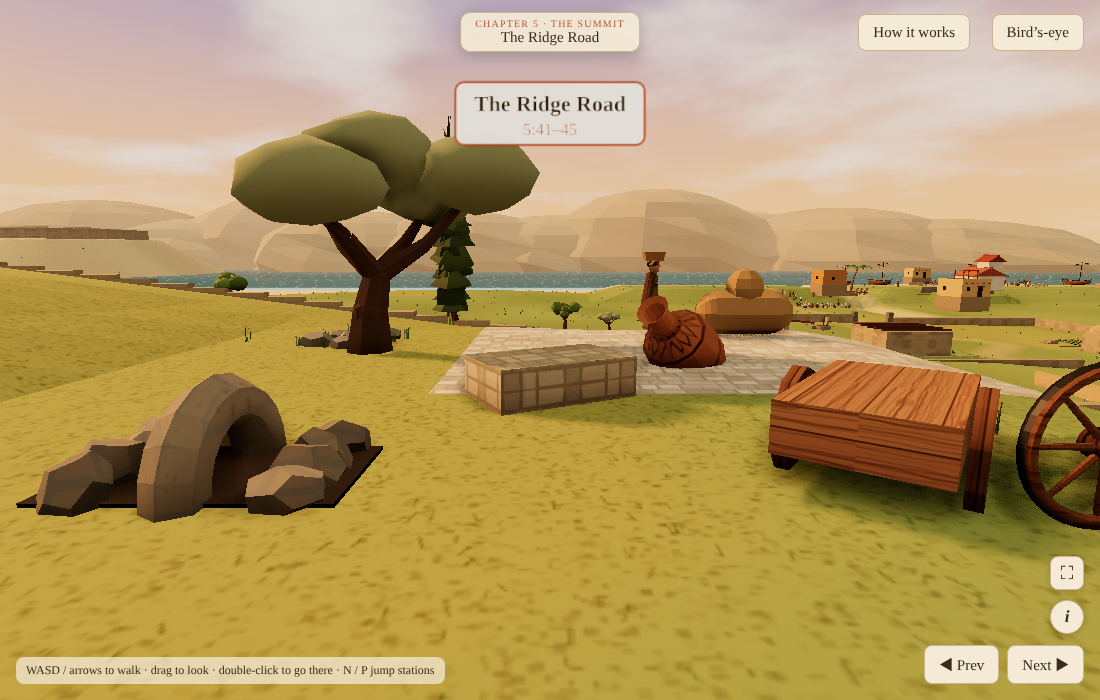 CHAPTER 5 · THE SUMMIT
The Ridge Road
How it works
Bird’s-eye
The Ridge Road
5:41–45
i
WASD / arrows to walk · drag to look · double-click to go there · N / P jump stations
◀ Prev
Next ▶